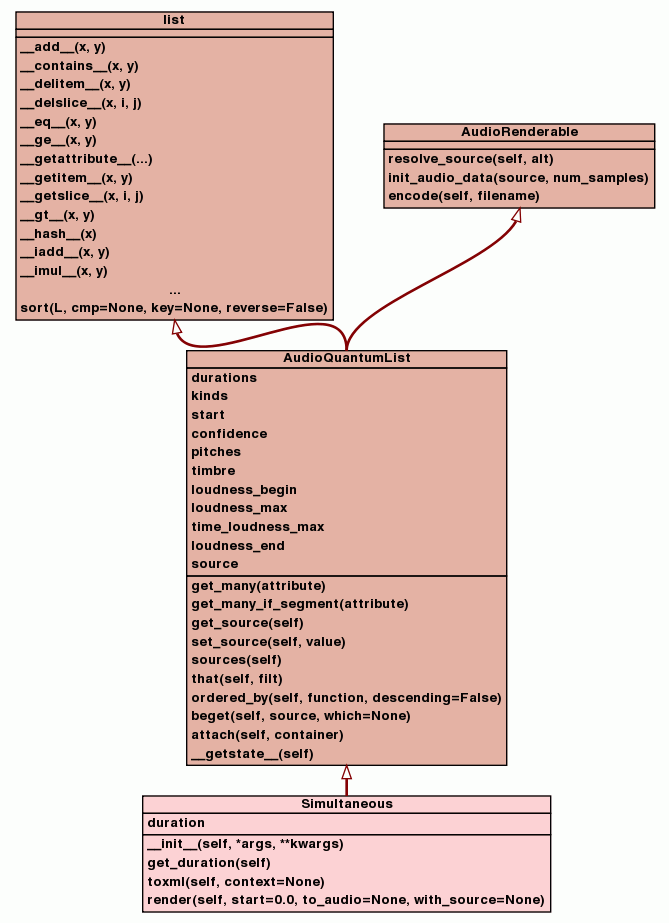 list
__add__(x, y)
__contains__(x, y)
__delitem__(x, y)
__delslice__(x, i, j)
__eq__(x, y)
__ge__(x, y)
__getattribute__(...)
__getitem__(x, y)
__getslice__(x, i, j)
__gt__(x, y)
__hash__(x)
__iadd__(x, y)
__imul__(x, y)
...
sort(L, cmp=None, key=None, reverse=False)
AudioRenderable
resolve_source(self, alt)
init_audio_data(source, num_samples)
encode(self, filename)
AudioQuantumList
durations
kinds
start
confidence
pitches
timbre
loudness_begin
loudness_max
time_loudness_max
loudness_end
source
get_many(attribute)
get_many_if_segment(attribute)
get_source(self)
set_source(self, value)
sources(self)
that(self, filt)
ordered_by(self, function, descending=False)
beget(self, source, which=None)
attach(self, container)
__getstate__(self)
Simultaneous
duration
__init__(self, *args, **kwargs)
get_duration(self)
toxml(self, context=None)
render(self, start=0.0, to_audio=None, with_source=None)